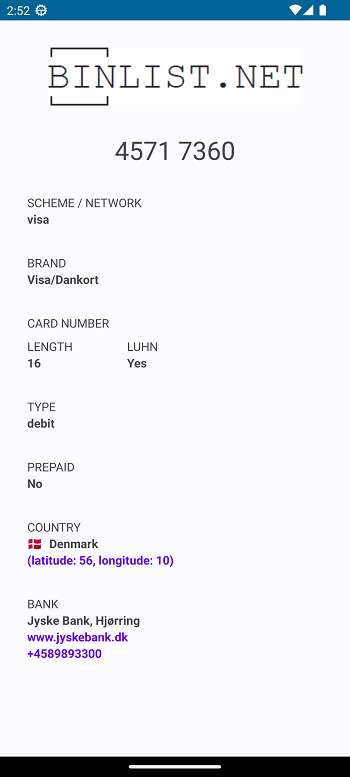 2:52
BINLIST.NET
4571 7360
SCHEME / NETWORK
visa
BRAND
Visa/Dankort
CARD NUMBER
LENGTH LUHN
16 Yes
TYPE
debit
PREPAID
No
COUNTRY
🇩🇰 Denmark
(latitude: 56, longitude: 10)
BANK
Jyske Bank, Hjørring
www.jyskebank.dk
+4589893300